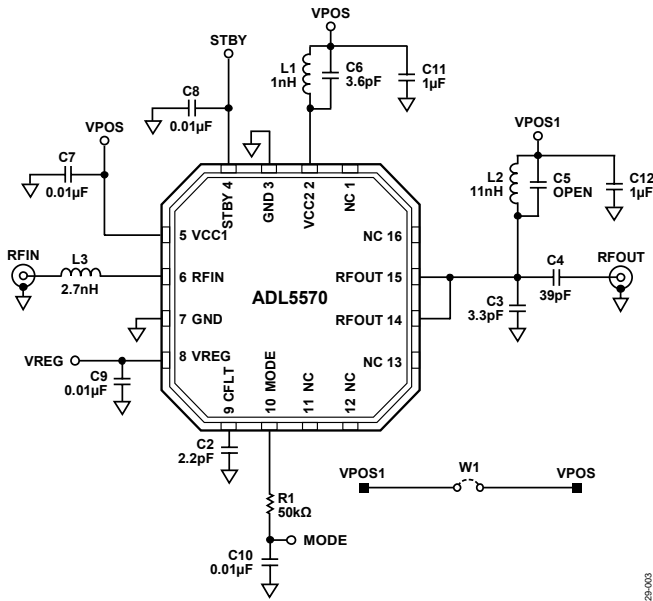 VPOS
STBY
L1
1nH
C6
3.6pF
C11
1µF
C8
0.01µF
VPOS
C7
0.01µF
VPOS1
L2
11nH
C5
OPEN
C12
1µF
STBY 4
GND 3
VCC2 2
NC 1
5 VCC1
NC 16
RFIN
L3
2.7nH
6 RFIN
RFOUT 15
C4
39pF
RFOUT
ADL5570
7 GND
RFOUT 14
C3
3.3pF
VREG
8 VREG
NC 13
C9
0.01µF
9 CFLT
10 MODE
11 NC
12 NC
C2
2.2pF
R1
50kΩ
MODE
C10
0.01µF
VPOS1
W1
VPOS
29-003